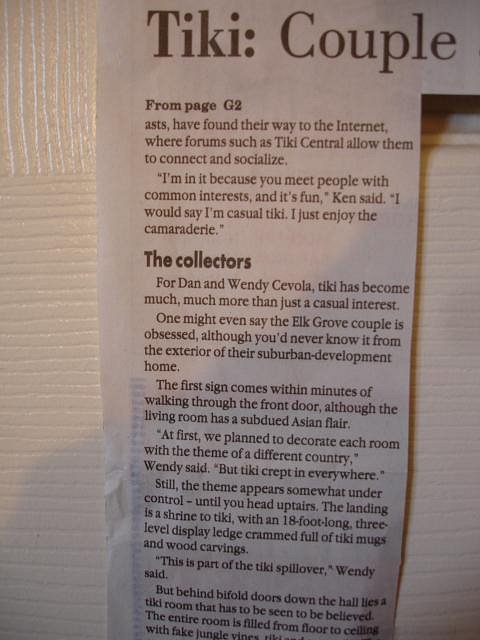 Tiki: Couple
From page G2
asts, have found their way to the Internet,
where forums such as Tiki Central allow them
to connect and socialize.
"I'm in it because you meet people with
common interests, and it's fun," Ken said. "I
would say I'm casual tiki. I just enjoy the
camaraderie."
The collectors
For Dan and Wendy Cevola, tiki has become
much, much more than just a casual interest.
One might even say the Elk Grove couple is
obsessed, although you'd never know it from
the exterior of their suburban-development
home.
The first sign comes within minutes of
walking through the front door, although the
living room has a subdued Asian flair.
"At first, we planned to decorate each room
with the theme of a different country,"
Wendy said. "But tiki crept in everywhere."
Still, the theme appears somewhat under
control – until you head uptairs. The landing
is a shrine to tiki, with an 18-foot-long, three-
level display ledge crammed full of tiki mugs
and wood carvings.
"This is part of the tiki spillover," Wendy
said.
But behind bifold doors down the hall lies a
tiki room that has to be seen to be believed.
The entire room is filled from floor to ceiling
with fake jungle vines, tiki